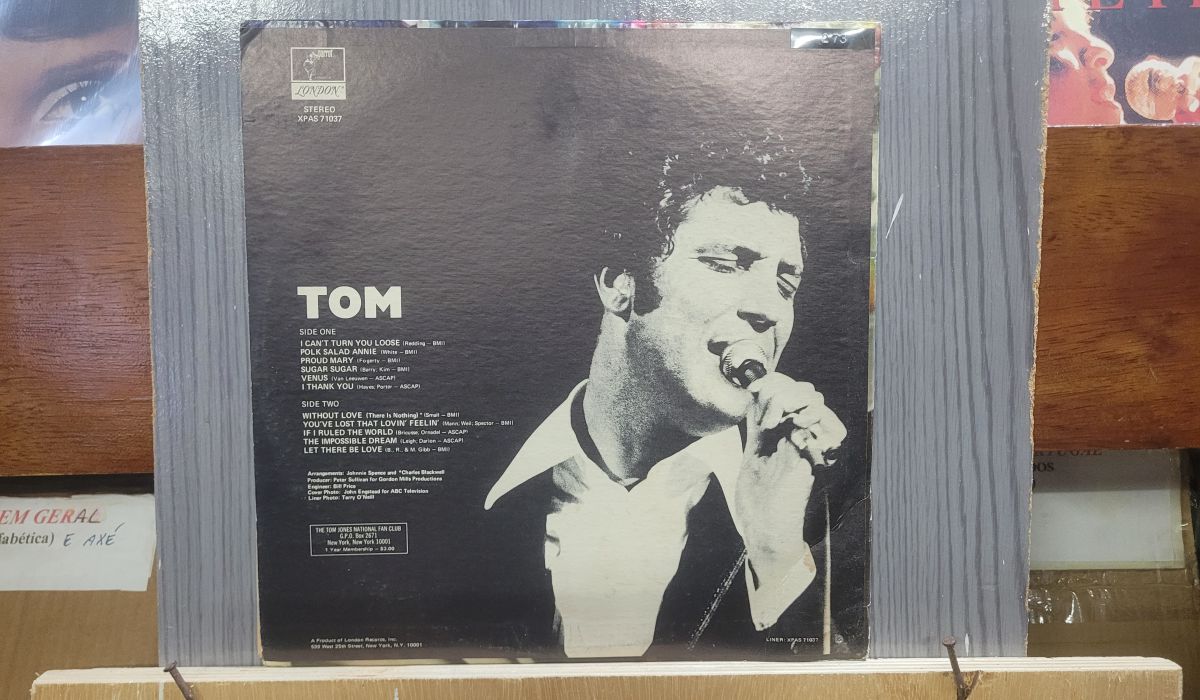 parrot
LONDON
STEREO
XPAS 71037
TOM
SIDE ONE
I CAN'T TURN YOU LOOSE (Redding — BMI)
POLK SALAD ANNIE (White — BMI)
PROUD MARY (Fogerty — BMI)
SUGAR SUGAR (Barry; Kim — BMI)
VENUS (Van Leeuwen — ASCAP)
I THANK YOU (Hayes; Porter — ASCAP)
SIDE TWO
WITHOUT LOVE (There Is Nothing)* (Small — BMI)
YOU'VE LOST THAT LOVIN' FEELIN' (Mann; Weil; Spector — BMI)
IF I RULED THE WORLD (Bricusse; Ornadel — ASCAP)
THE IMPOSSIBLE DREAM (Leigh; Darion — ASCAP)
LET THERE BE LOVE (B., R., & M. Gibb — BMI)
Arrangements: Johnnie Spence and *Charles Blackwell
Producer: Peter Sullivan for Gordon Mills Productions
Engineer: Bill Price
Cover Photo: John Engstead for ABC Television
Liner Photo: Terry O'Neill
THE TOM JONES NATIONAL FAN CLUB
G.P.O. Box 2671
New York, New York 10001
1 Year Membership — $3.00
A Product of London Records, Inc.
539 West 25th Street, New York, N.Y. 10001
LINER: XPAS 71037
EM GERAL
fabética) E AXÉ